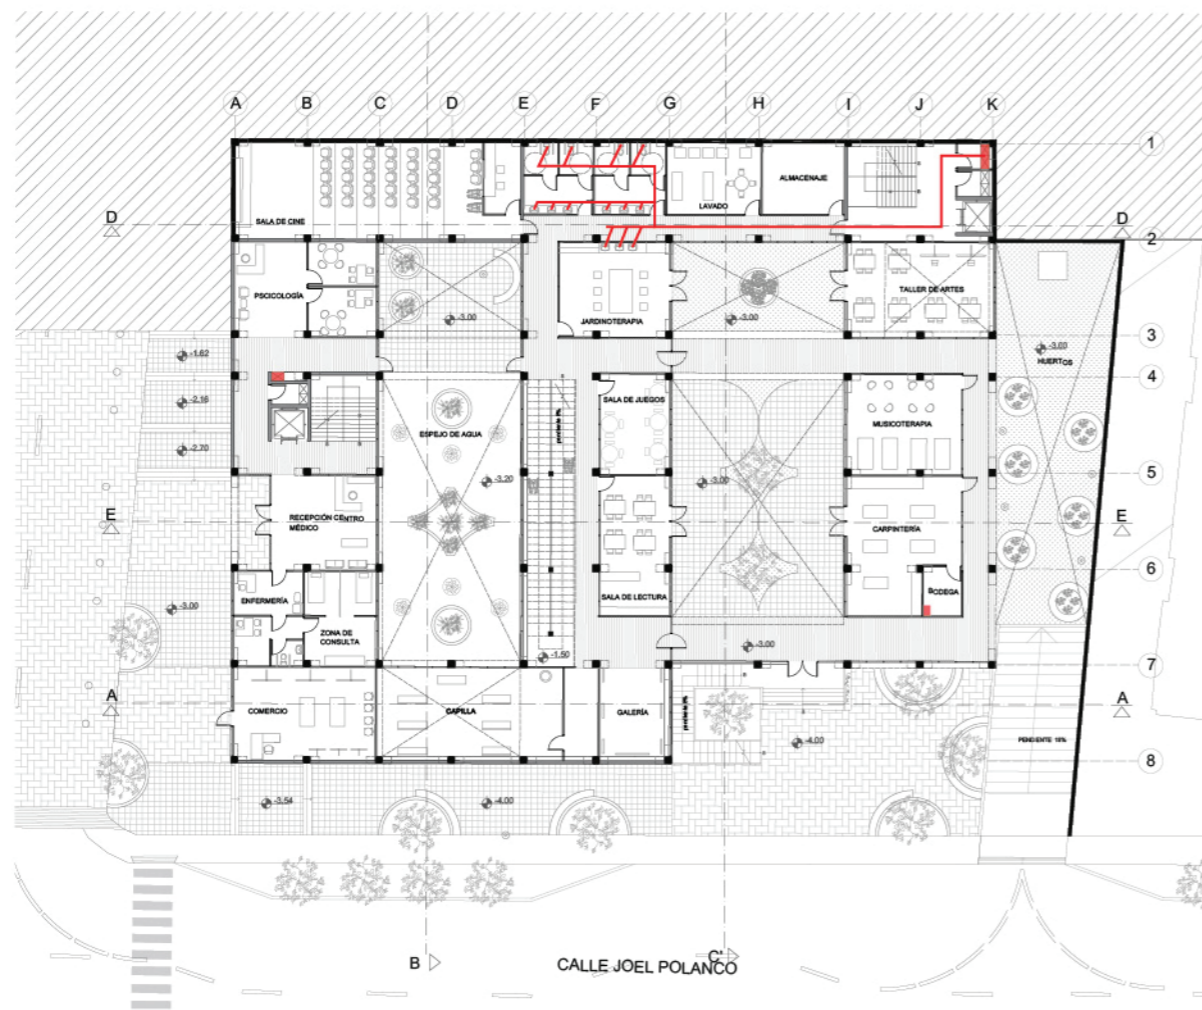 A B C D E F G H I J K
1
LAVADO
ALMACENAJE
SALA DE CINE
D
D
2
PSCICOLOGÍA
TALLER DE ARTES
JARDINOTERAPIA
-3.00
-3.00
3
-1.62
-3.00
HUERTOS
4
-2.16
SALA DE JUEGOS
MUSICOTERAPIA
ESPEJO DE AGUA
-2.70
5
-3.20
-3.00
RECEPCIÓN CENTRO
MÉDICO
E
E
CARPINTERÍA
6
BODEGA
ENFERMERÍA
SALA DE LECTURA
-3.00
ZONA DE
CONSULTA
-3.00
-1.50
7
A
A
COMERCIO
CAPILLA
GALERÍA
-4.00
PENDIENTE 18%
8
-3.54
-4.00
B
C'
CALLE JOEL POLANCO